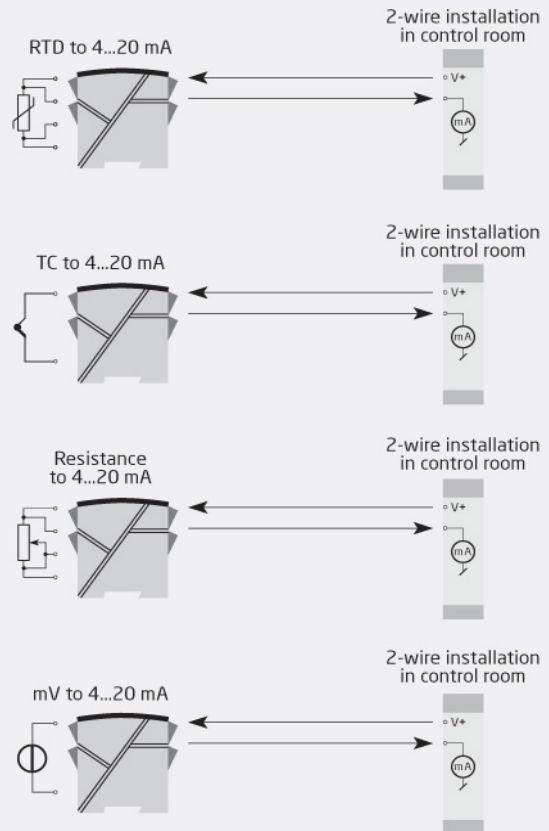 2-wire installation
in control room
RTD to 4...20 mA
V+
mA
2-wire installation
in control room
TC to 4...20 mA
V+
mA
2-wire installation
in control room
Resistance
to 4...20 mA
V+
mA
2-wire installation
in control room
mV to 4...20 mA
V+
mA